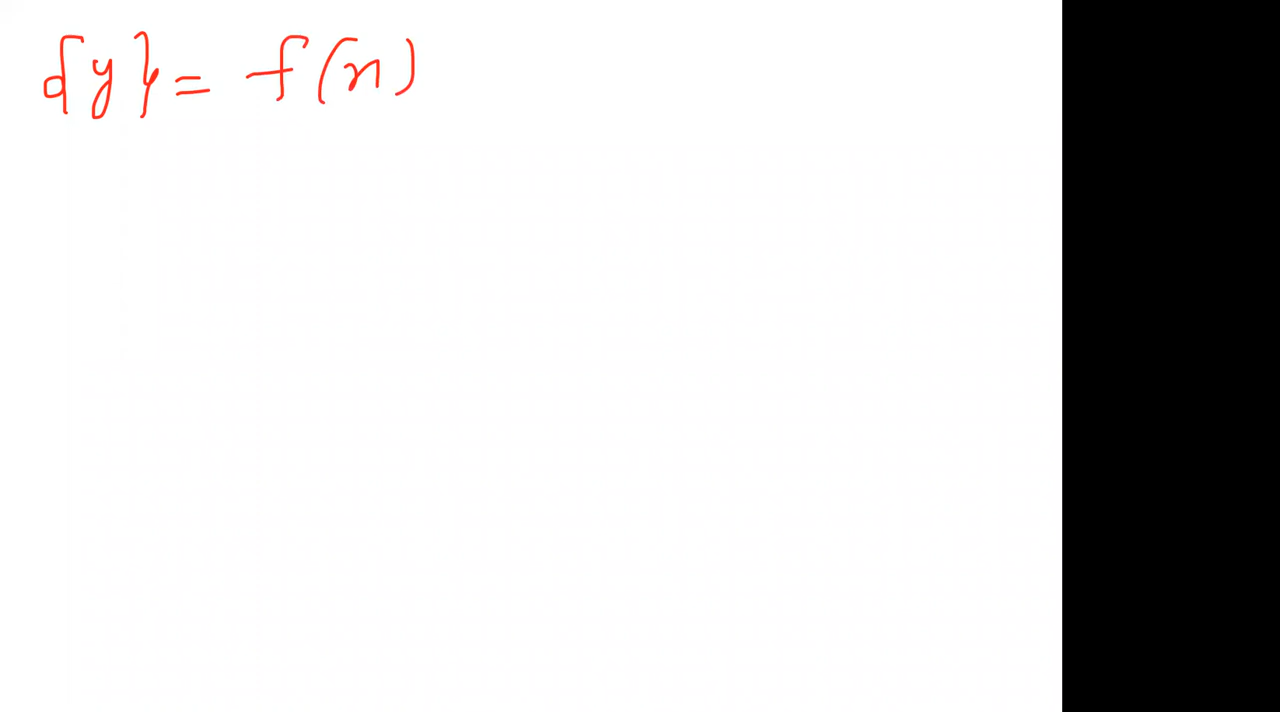 {y} = f(x)